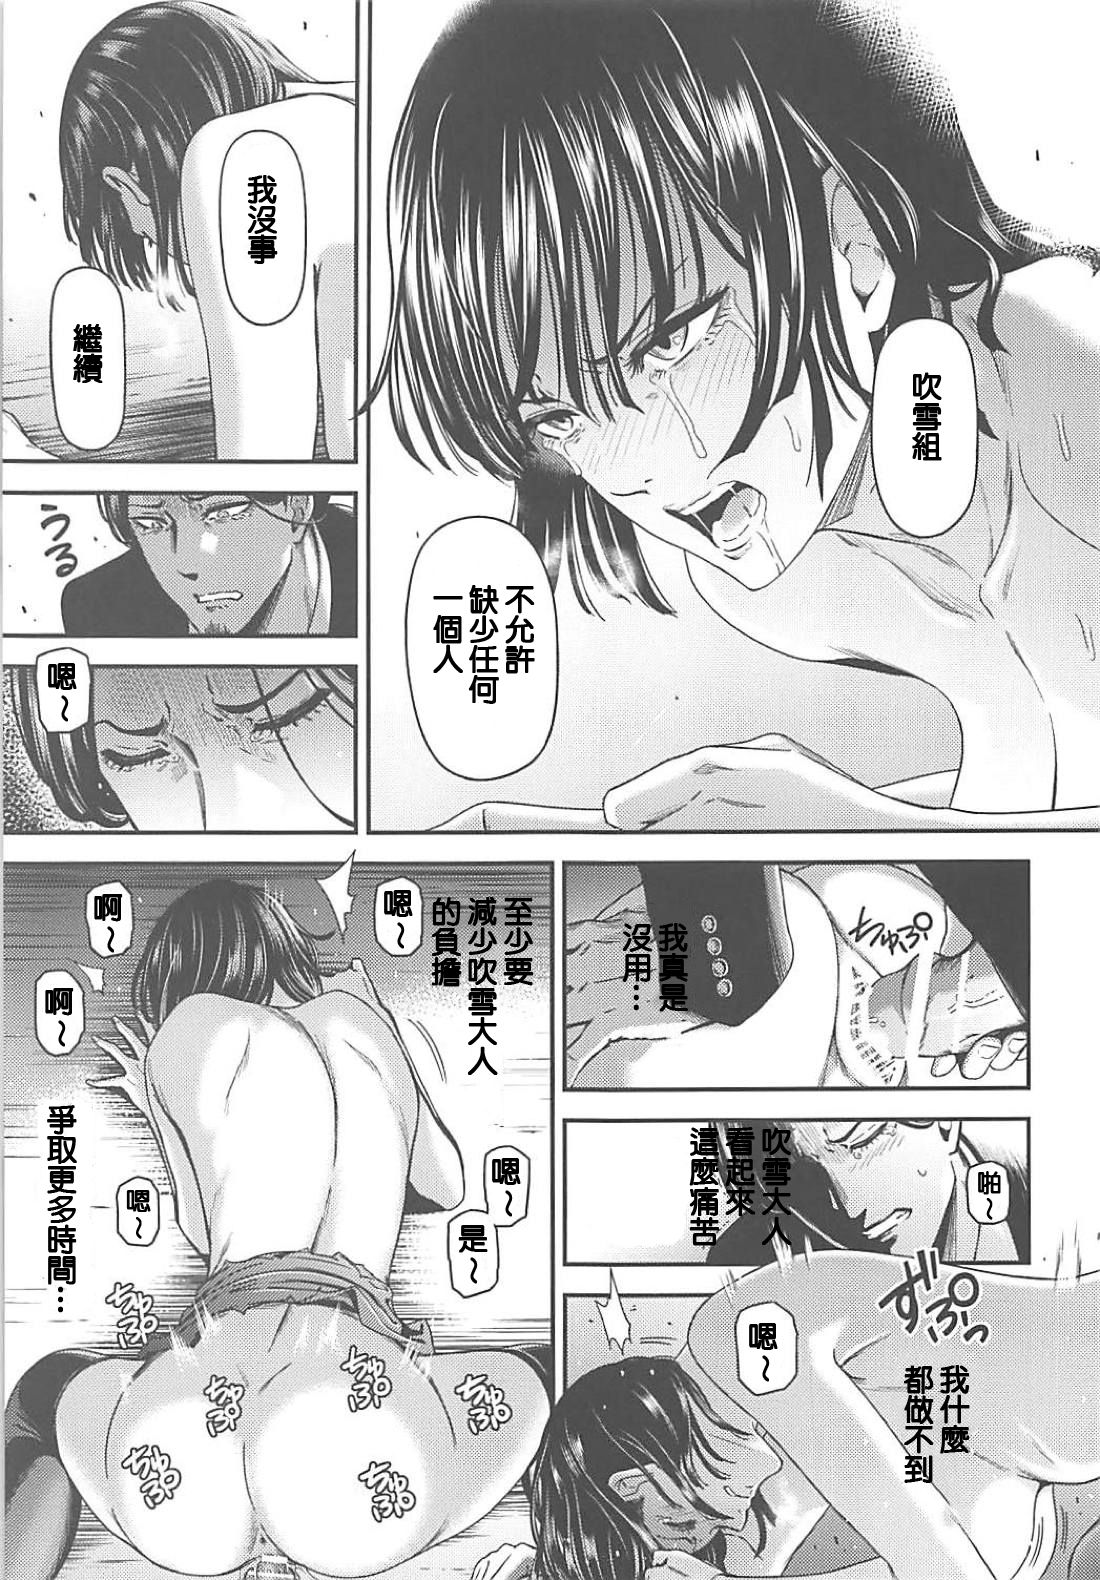 吹雪組
不允許
缺少任何
一個人
我沒事
繼續
うる
嗯~
我真是
沒用…
ちゅぷ
吹雪大人
看起來
這麼痛苦
啪~
ずぷっ
嗯~
我什麼
都做不到
至少要
減少吹雪大人
的負擔
嗯~
啊~
啊~
嗯~
是~
嗯~
爭取更多時間…
ちゅぷ
ちゅぷ
ちゅぷ
ちゅぷ
ちゅぷ
ちゅぷ